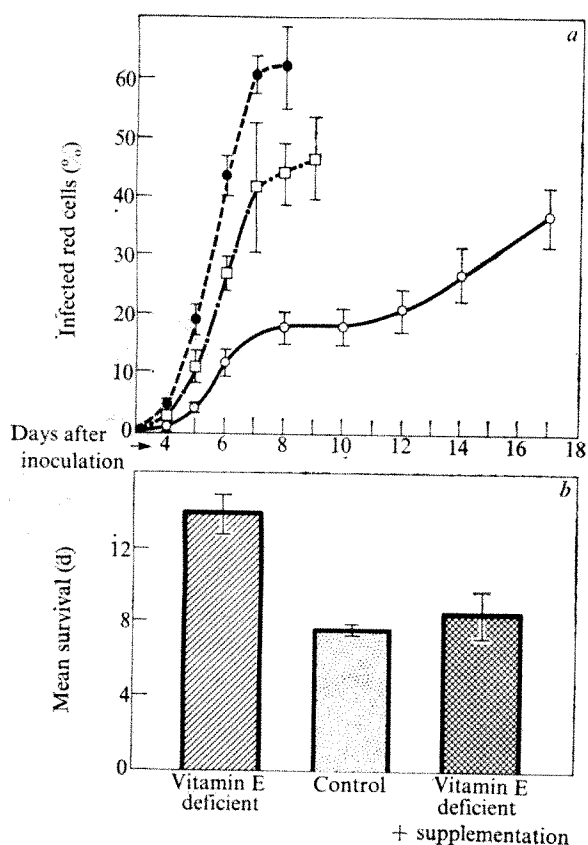 a
60
50
40
30
20
10
0
Infected red cells (%)
Days after
inoculation
4 6 8 10 12 14 16 18
b
12
8
4
0
Mean survival (d)
Vitamin E
deficient
Control
Vitamin E
deficient
+ supplementation